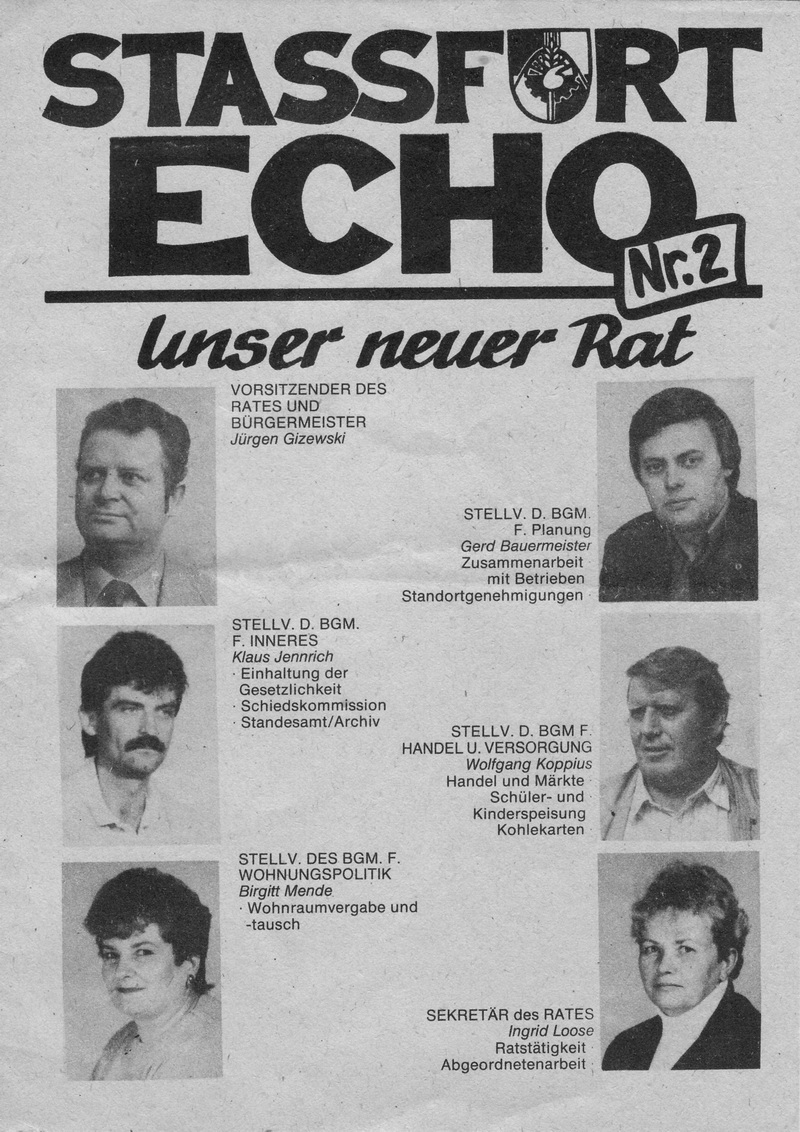 STASSFURT
ECHO
Nr. 2
Unser neuer Rat
VORSITZENDER DES
RATES UND
BÜRGERMEISTER
Jürgen Gizewski
STELLV. D. BGM.
F. Planung
Gerd Bauermeister
Zusammenarbeit ·
mit Betrieben
Standortgenehmigungen ·
STELLV. D. BGM.
F. INNERES
Klaus Jennrich
· Einhaltung der
Gesetzlichkeit
· Schiedskommission
· Standesamt/Archiv
STELLV. D. BGM F.
HANDEL U. VERSORGUNG
Wolfgang Koppius
Handel und Märkte ·
Schüler- und ·
Kinderspeisung
Kohlekarten ·
STELLV. DES BGM. F.
WOHNUNGSPOLITIK
Birgitt Mende
· Wohnraumvergabe und
-tausch
SEKRETÄR des RATES
Ingrid Loose
Ratstätigkeit ·
Abgeordnetenarbeit ·